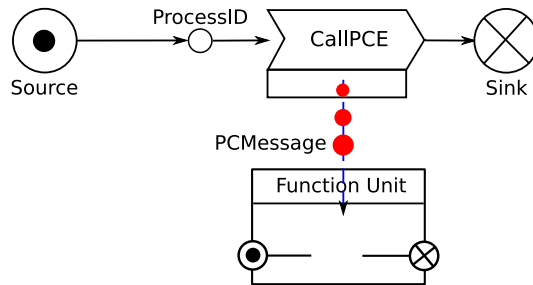 ProcessID
CallPCE
Source
Sink
PCMessage
Function Unit